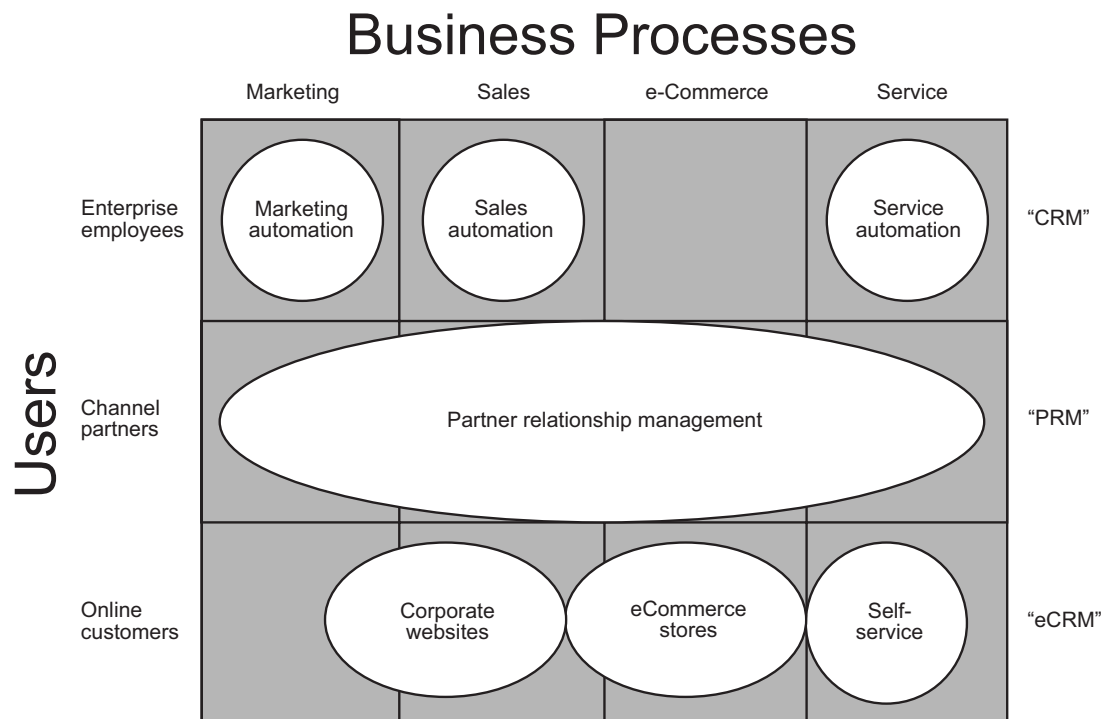 Business Processes
Marketing Sales e-Commerce Service
Users
Enterprise
employees
Marketing
automation
Sales
automation
Service
automation
“CRM”
Channel
partners
Partner relationship management
“PRM”
Online
customers
Corporate
websites
eCommerce
stores
Self-
service
“eCRM”